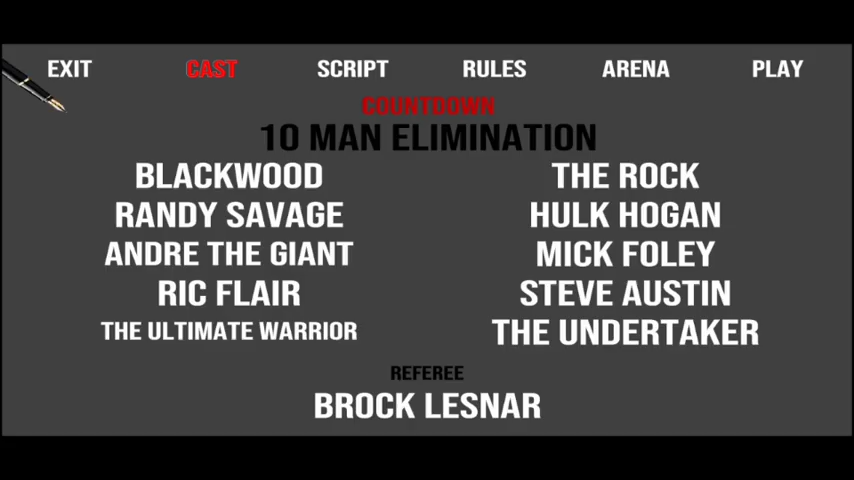 EXIT CAST SCRIPT RULES ARENA PLAY
COUNTDOWN
10 MAN ELIMINATION
BLACKWOOD THE ROCK
RANDY SAVAGE HULK HOGAN
ANDRE THE GIANT MICK FOLEY
RIC FLAIR STEVE AUSTIN
THE ULTIMATE WARRIOR THE UNDERTAKER
REFEREE
BROCK LESNAR